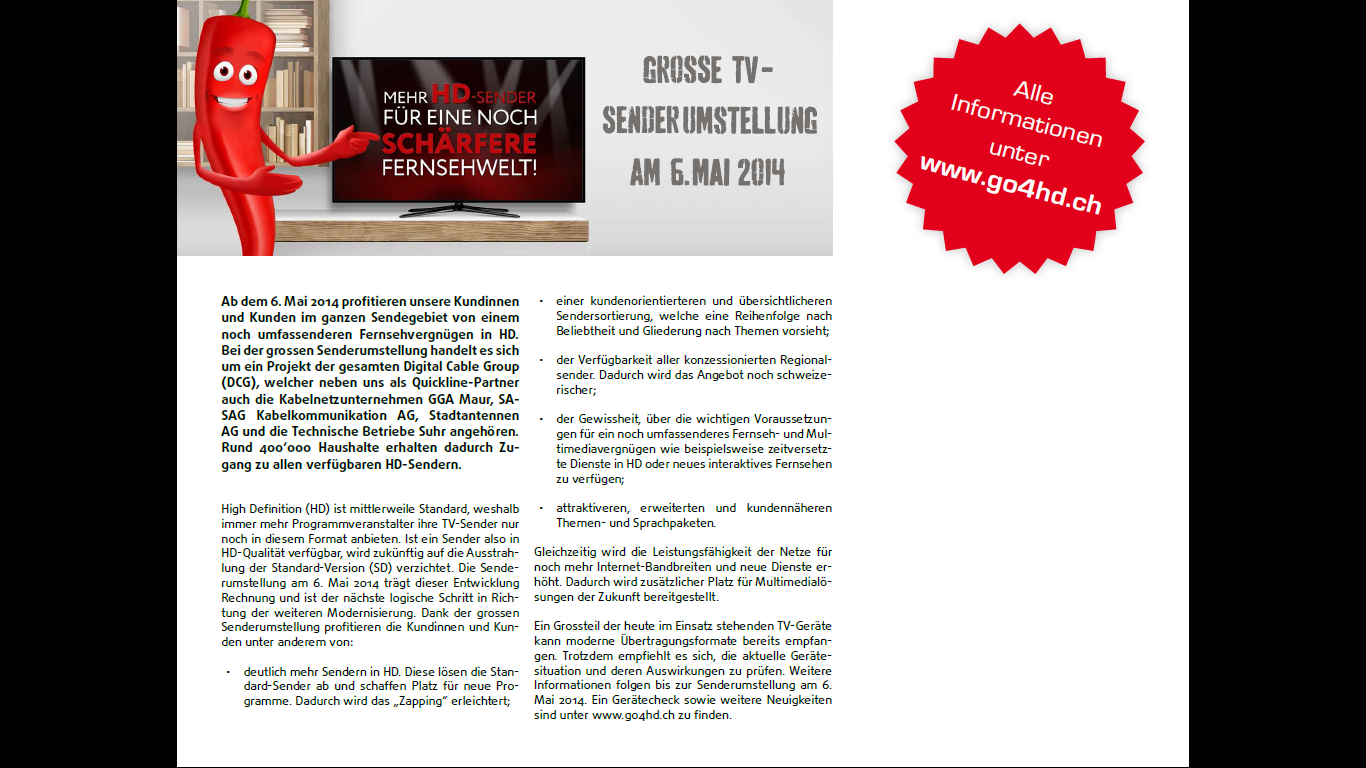 MEHR HD-SENDER
FÜR EINE NOCH
SCHÄRFERE
FERNSEHWELT!
GROSSE TV-
SENDERUMSTELLUNG
AM 6. MAI 2014
Alle
Informationen
unter
www.go4hd.ch
Ab dem 6. Mai 2014 profitieren unsere Kundinnen
und Kunden im ganzen Sendegebiet von einem
noch umfassenderen Fernsehvergnügen in HD.
Bei der grossen Senderumstellung handelt es sich
um ein Projekt der gesamten Digital Cable Group
(DCG), welcher neben uns als Quickline-Partner
auch die Kabelnetzunternehmen GGA Maur, SA-
SAG Kabelkommunikation AG, Stadtantennen
AG und die Technische Betriebe Suhr angehören.
Rund 400‘000 Haushalte erhalten dadurch Zu-
gang zu allen verfügbaren HD-Sendern.
High Definition (HD) ist mittlerweile Standard, weshalb
immer mehr Programmveranstalter ihre TV-Sender nur
noch in diesem Format anbieten. Ist ein Sender also in
HD-Qualität verfügbar, wird zukünftig auf die Ausstrah-
lung der Standard-Version (SD) verzichtet. Die Sende-
rumstellung am 6. Mai 2014 trägt dieser Entwicklung
Rechnung und ist der nächste logische Schritt in Rich-
tung der weiteren Modernisierung. Dank der grossen
Senderumstellung profitieren die Kundinnen und Kun-
den unter anderem von:
• deutlich mehr Sendern in HD. Diese lösen die Stan-
dard-Sender ab und schaffen Platz für neue Pro-
gramme. Dadurch wird das „Zapping“ erleichtert;
• einer kundenorientierteren und übersichtlicheren
Sendersortierung, welche eine Reihenfolge nach
Beliebtheit und Gliederung nach Themen vorsieht;
• der Verfügbarkeit aller konzessionierten Regional-
sender. Dadurch wird das Angebot noch schweize-
rischer;
• der Gewissheit, über die wichtigen Voraussetzun-
gen für ein noch umfassenderes Fernseh- und Mul-
timediavergnügen wie beispielsweise zeitversetz-
te Dienste in HD oder neues interaktives Fernsehen
zu verfügen;
• attraktiveren, erweiterten und kundennäheren
Themen- und Sprachpaketen.
Gleichzeitig wird die Leistungsfähigkeit der Netze für
noch mehr Internet-Bandbreiten und neue Dienste er-
höht. Dadurch wird zusätzlicher Platz für Multimedialö-
sungen der Zukunft bereitgestellt.
Ein Grossteil der heute im Einsatz stehenden TV-Geräte
kann moderne Übertragungsformate bereits empfan-
gen. Trotzdem empfiehlt es sich, die aktuelle Geräte-
situation und deren Auswirkungen zu prüfen. Weitere
Informationen folgen bis zur Senderumstellung am 6.
Mai 2014. Ein Gerätecheck sowie weitere Neuigkeiten
sind unter www.go4hd.ch zu finden.